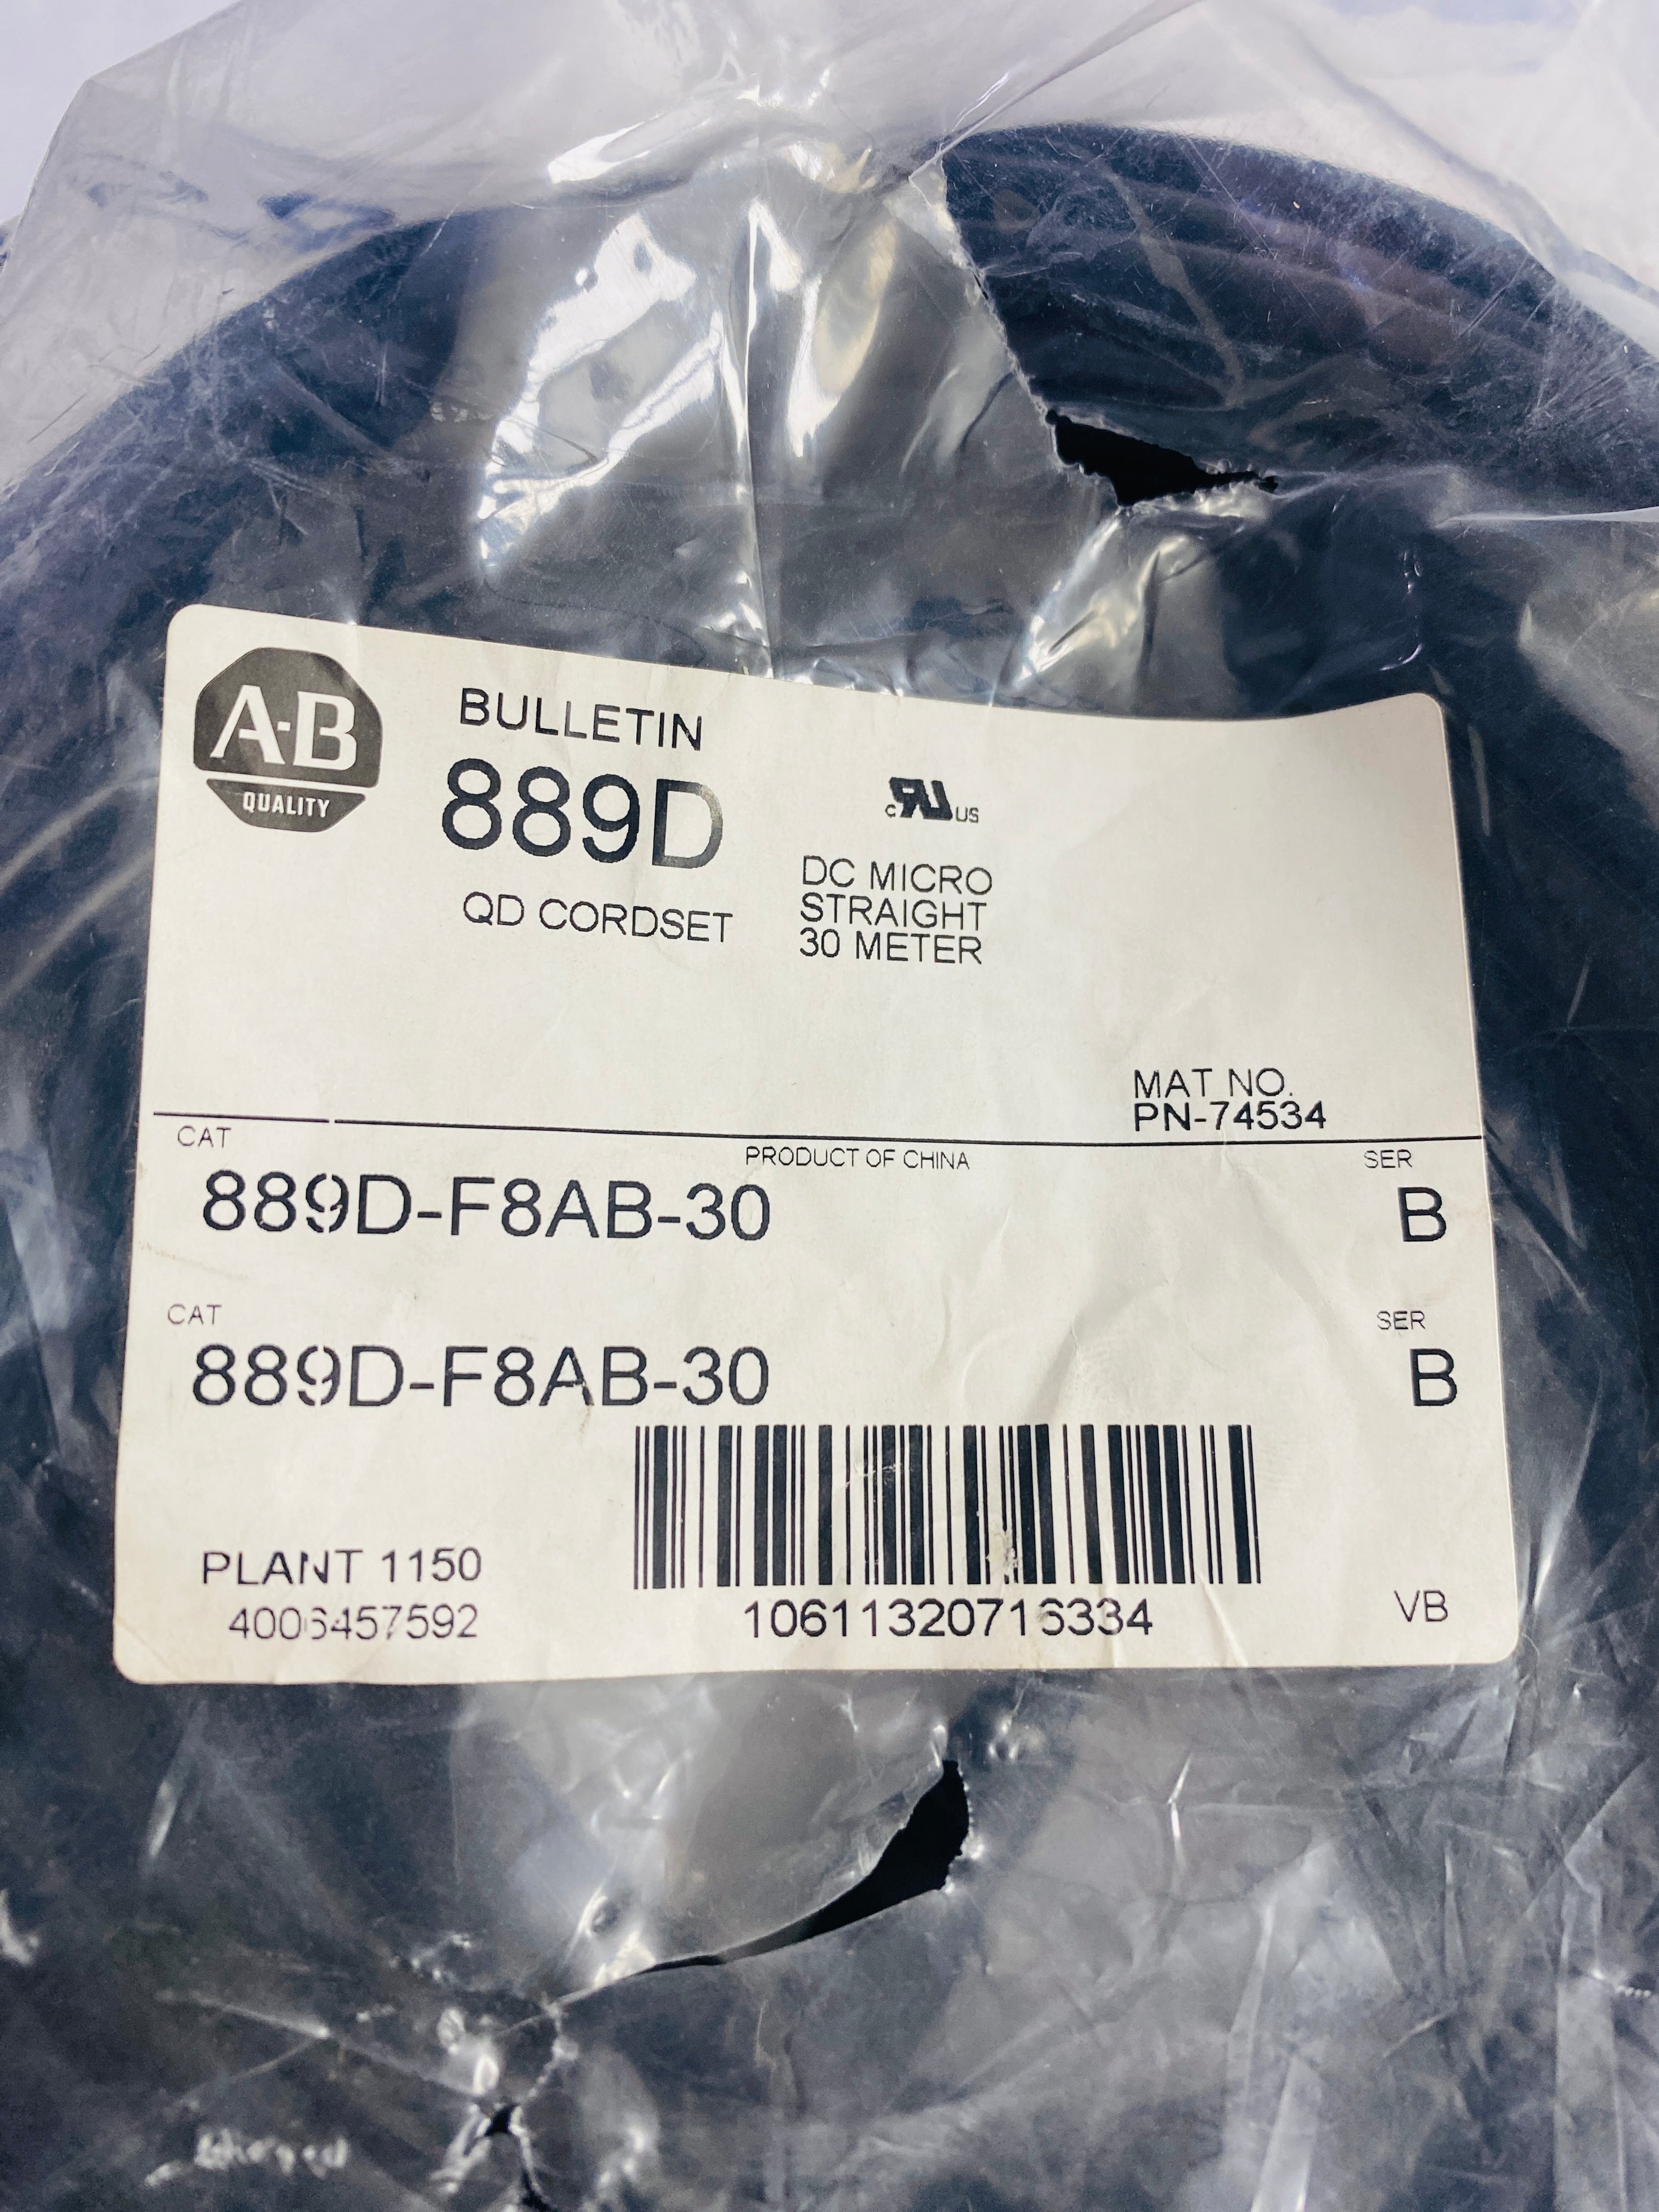 A-B
QUALITY
BULLETIN
889D
QD CORDSET
c RU US
DC MICRO
STRAIGHT
30 METER
MAT NO.
PN-74534
CAT
PRODUCT OF CHINA
SER
889D-F8AB-30
B
CAT
SER
889D-F8AB-30
B
PLANT 1150
4006457592
10611320716334
VB